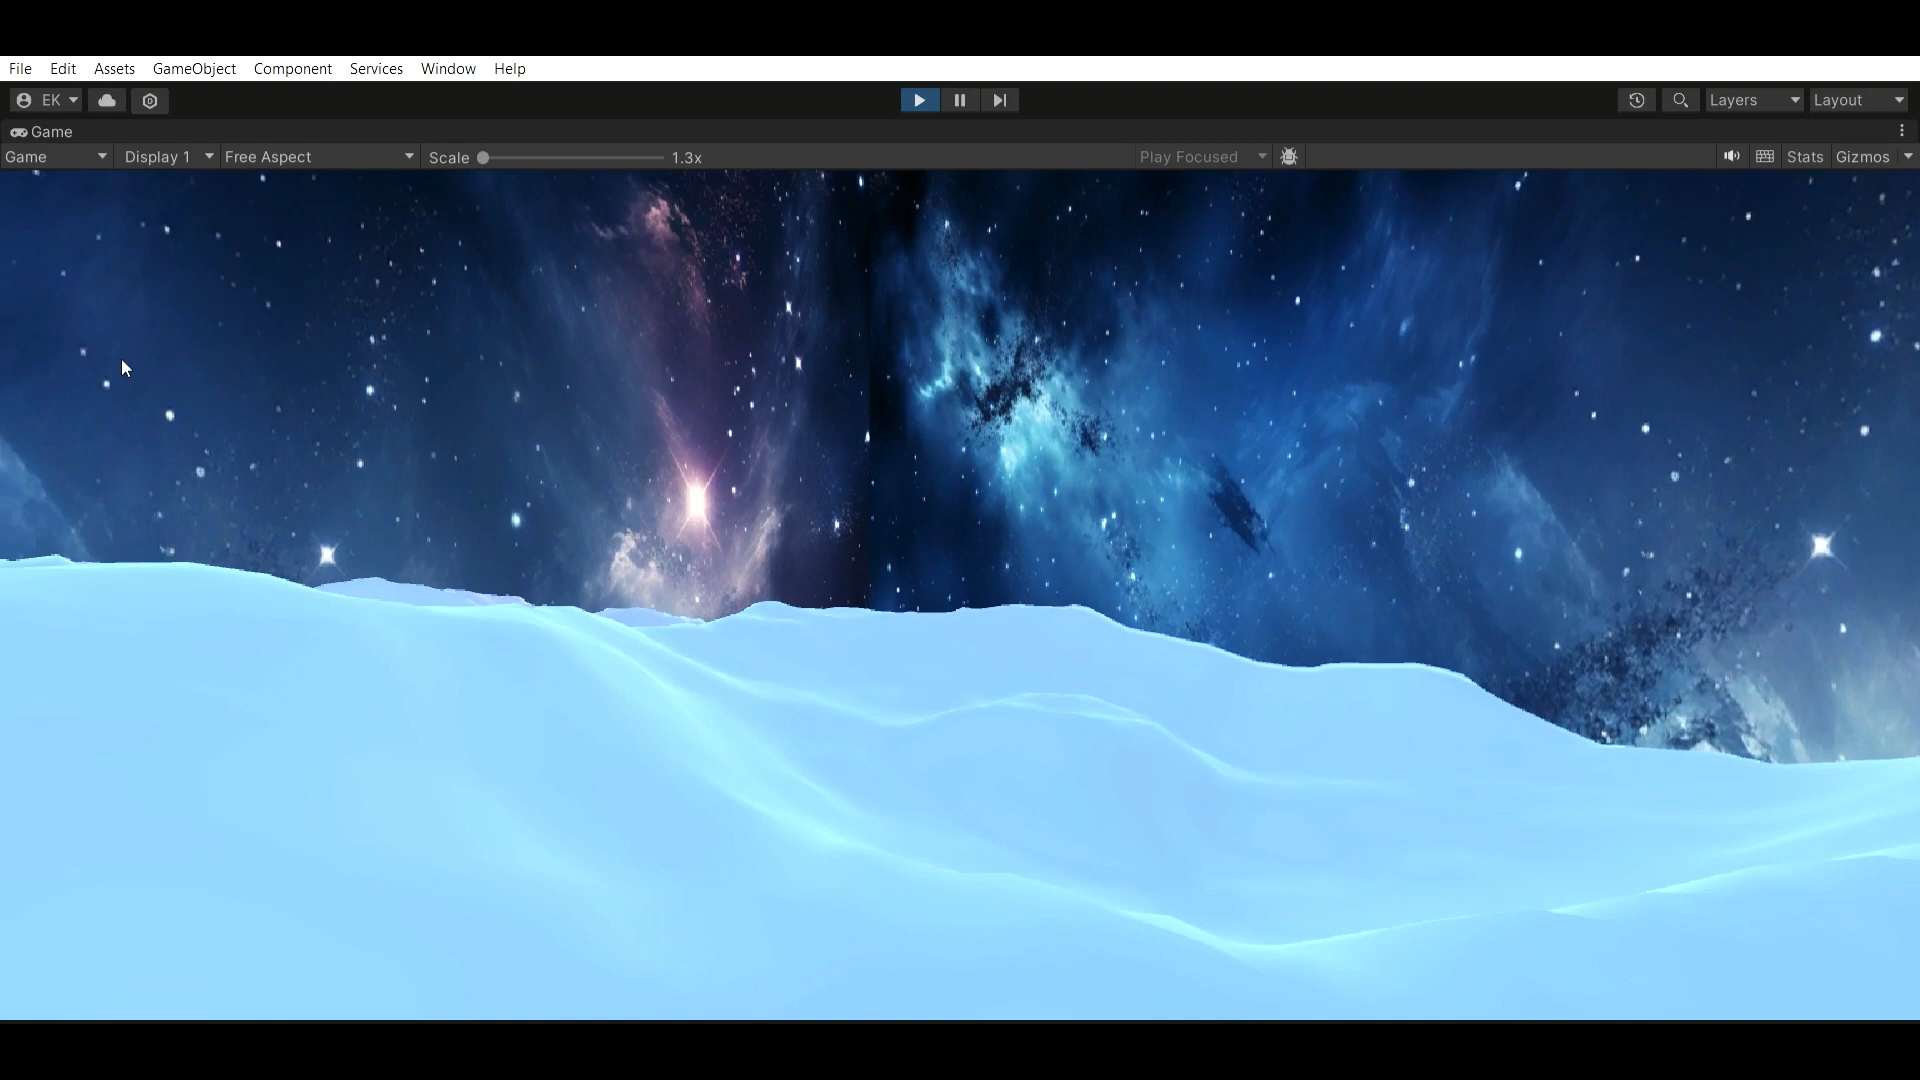 File Edit Assets GameObject Component Services Window Help
EK Layers Layout
Game
Game Display 1 Free Aspect Scale 1.3x Play Focused Stats Gizmos